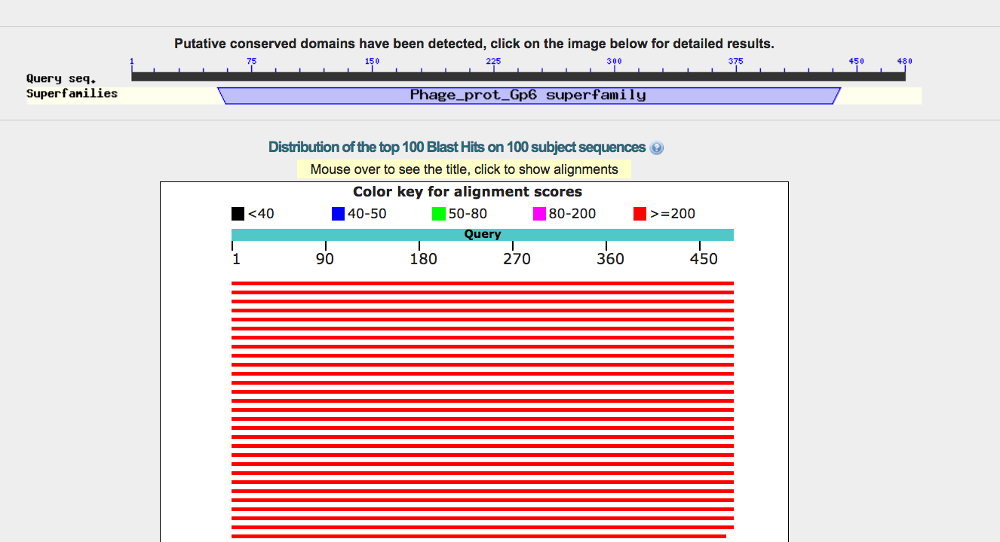 Putative conserved domains have been detected, click on the image below for detailed results.
1 75 150 225 300 375 450 480
Query seq.
Superfamilies Phage_prot_Gp6 superfamily
Distribution of the top 100 Blast Hits on 100 subject sequences ?
Mouse over to see the title, click to show alignments
Color key for alignment scores
<40 40-50 50-80 80-200 >=200
Query
1 90 180 270 360 450